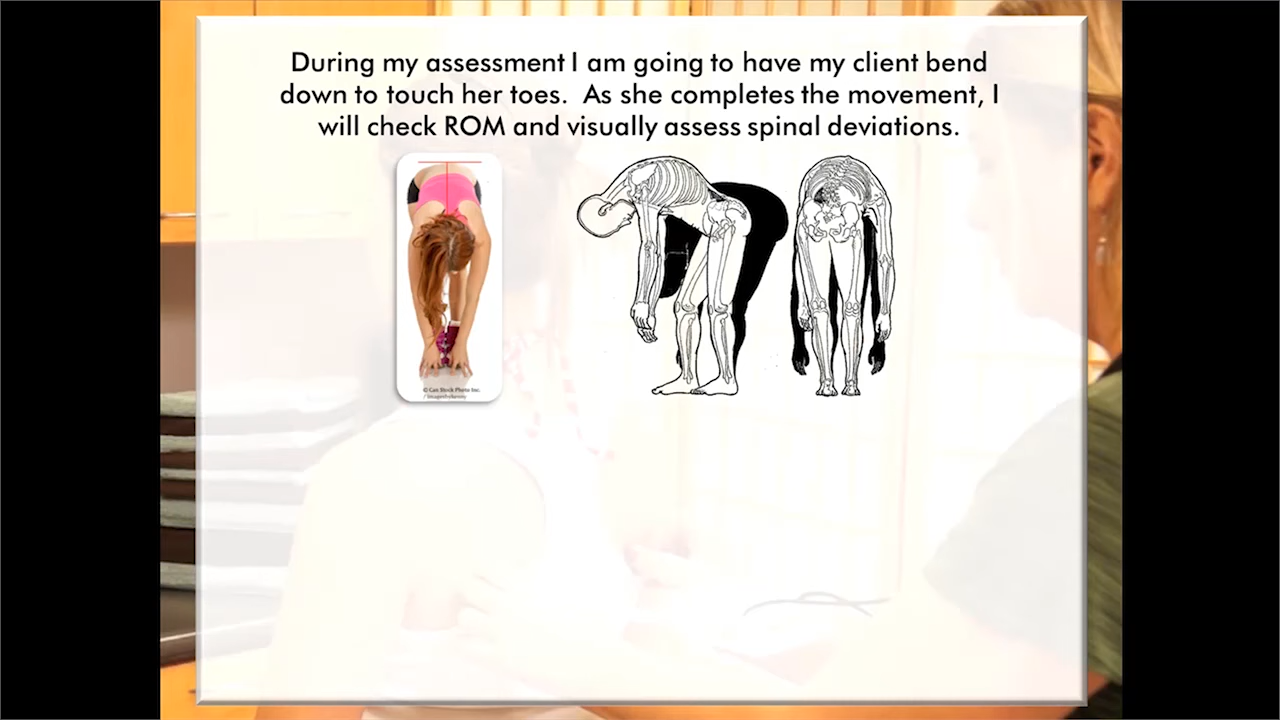 During my assessment I am going to have my client bend
down to touch her toes.  As she completes the movement, I
will check ROM and visually assess spinal deviations.
© Can Stock Photo Inc.